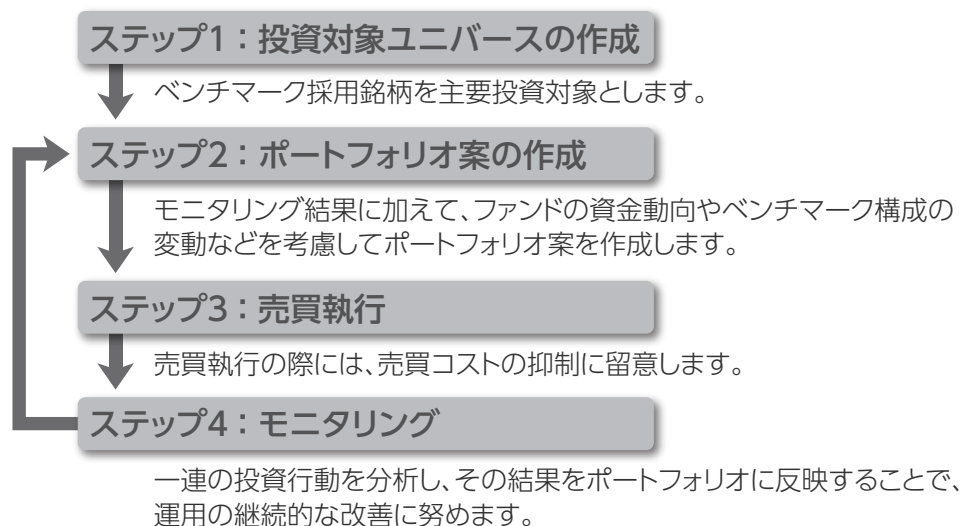 ステップ1：投資対象ユニバースの作成
ベンチマーク採用銘柄を主要投資対象とします。
ステップ2：ポートフォリオ案の作成
モニタリング結果に加えて、ファンドの資金動向やベンチマーク構成の
変動などを考慮してポートフォリオ案を作成します。
ステップ3：売買執行
売買執行の際には、売買コストの抑制に留意します。
ステップ4：モニタリング
一連の投資行動を分析し、その結果をポートフォリオに反映することで、
運用の継続的な改善に努めます。